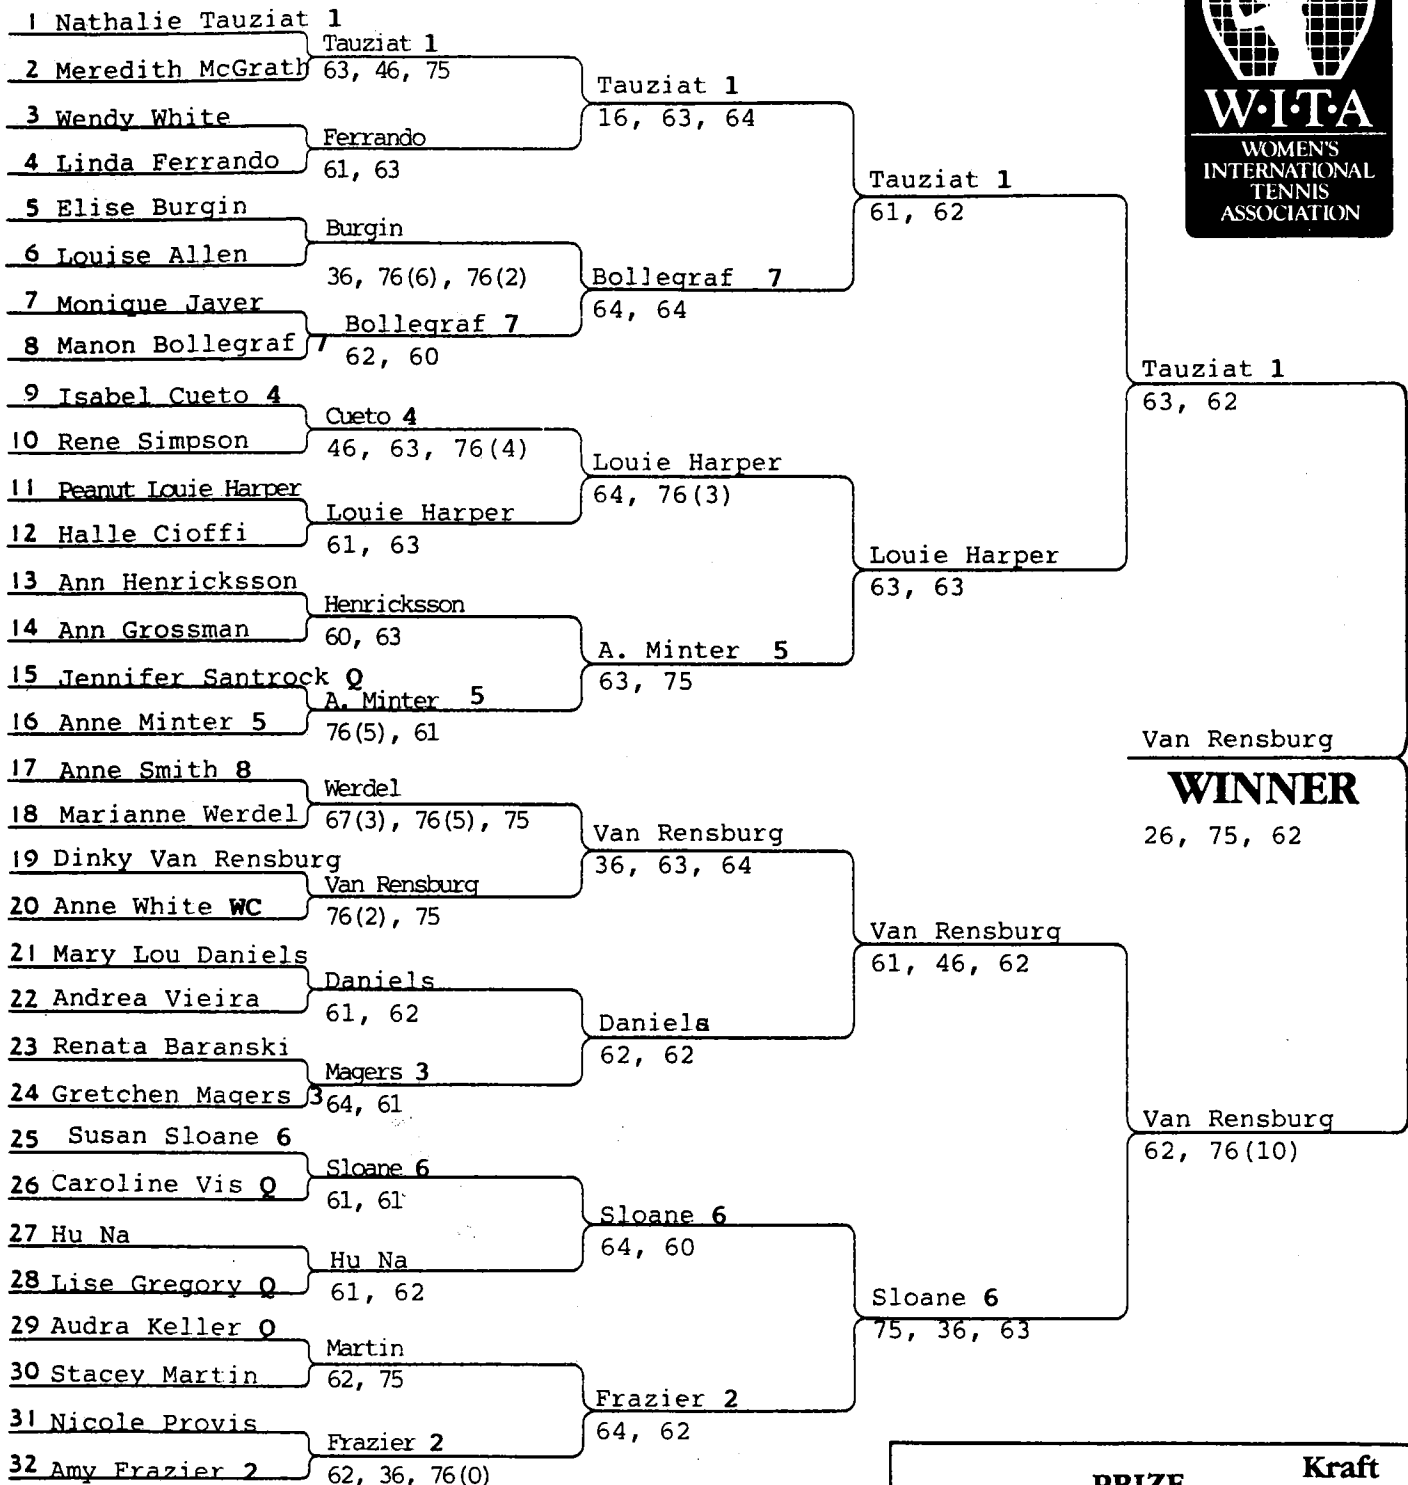 1 Nathalie Tauziat 1
2 Meredith McGrath
3 Wendy White
4 Linda Ferrando
5 Elise Burgin
6 Louise Allen
7 Monique Javer
8 Manon Bollegraf 7
9 Isabel Cueto 4
10 Rene Simpson
11 Peanut Louie Harper
12 Halle Cioffi
13 Ann Henricksson
14 Ann Grossman
15 Jennifer Santrock Q
16 Anne Minter 5
17 Anne Smith 8
18 Marianne Werdel
19 Dinky Van Rensburg
20 Anne White WC
21 Mary Lou Daniels
22 Andrea Vieira
23 Renata Baranski
24 Gretchen Magers 3
25 Susan Sloane 6
26 Caroline Vis Q
27 Hu Na
28 Lise Gregory Q
29 Audra Keller Q
30 Stacey Martin
31 Nicole Provis
32 Amy Frazier 2
Tauziat 1
63, 46, 75
Ferrando
61, 63
Burgin
36, 76(6), 76(2)
Bollegraf 7
62, 60
Cueto 4
46, 63, 76(4)
Louie Harper
61, 63
Henricksson
60, 63
A. Minter 5
76(5), 61
Werdel
67(3), 76(5), 75
Van Rensburg
76(2), 75
Daniels
61, 62
Magers 3
64, 61
Sloane 6
61, 61
Hu Na
61, 62
Martin
62, 75
Frazier 2
62, 36, 76(0)
Tauziat 1
16, 63, 64
Bollegraf 7
64, 64
Louie Harper
64, 76(3)
A. Minter 5
63, 75
Van Rensburg
36, 63, 64
Daniels
62, 62
Sloane 6
64, 60
Frazier 2
64, 62
Tauziat 1
61, 62
Louie Harper
63, 63
Van Rensburg
61, 46, 62
Sloane 6
75, 36, 63
Tauziat 1
63, 62
Van Rensburg
62, 76(10)
Van Rensburg
WINNER
26, 75, 62
W·I·T·A
WOMEN'S
INTERNATIONAL
TENNIS
ASSOCIATION
Kraft
PRIZE